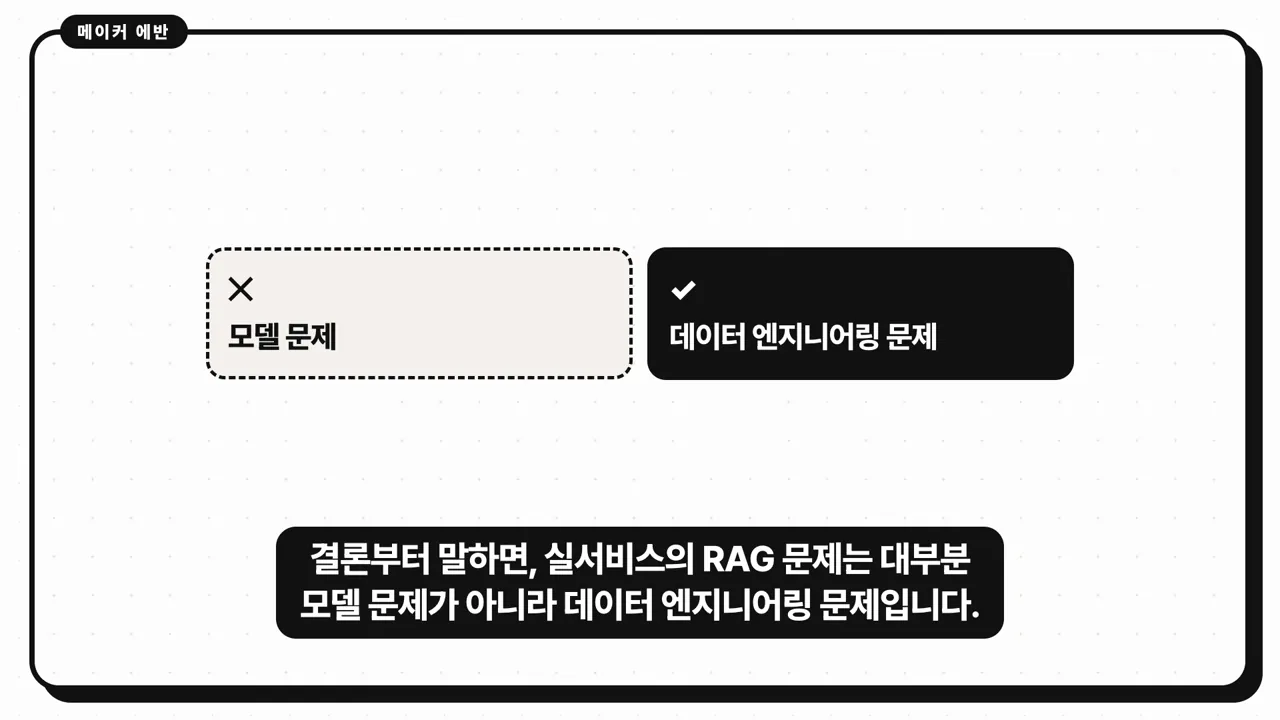 메이커 에반
모델 문제
데이터 엔지니어링 문제
결론부터 말하면, 실서비스의 RAG 문제는 대부분
모델 문제가 아니라 데이터 엔지니어링 문제입니다.